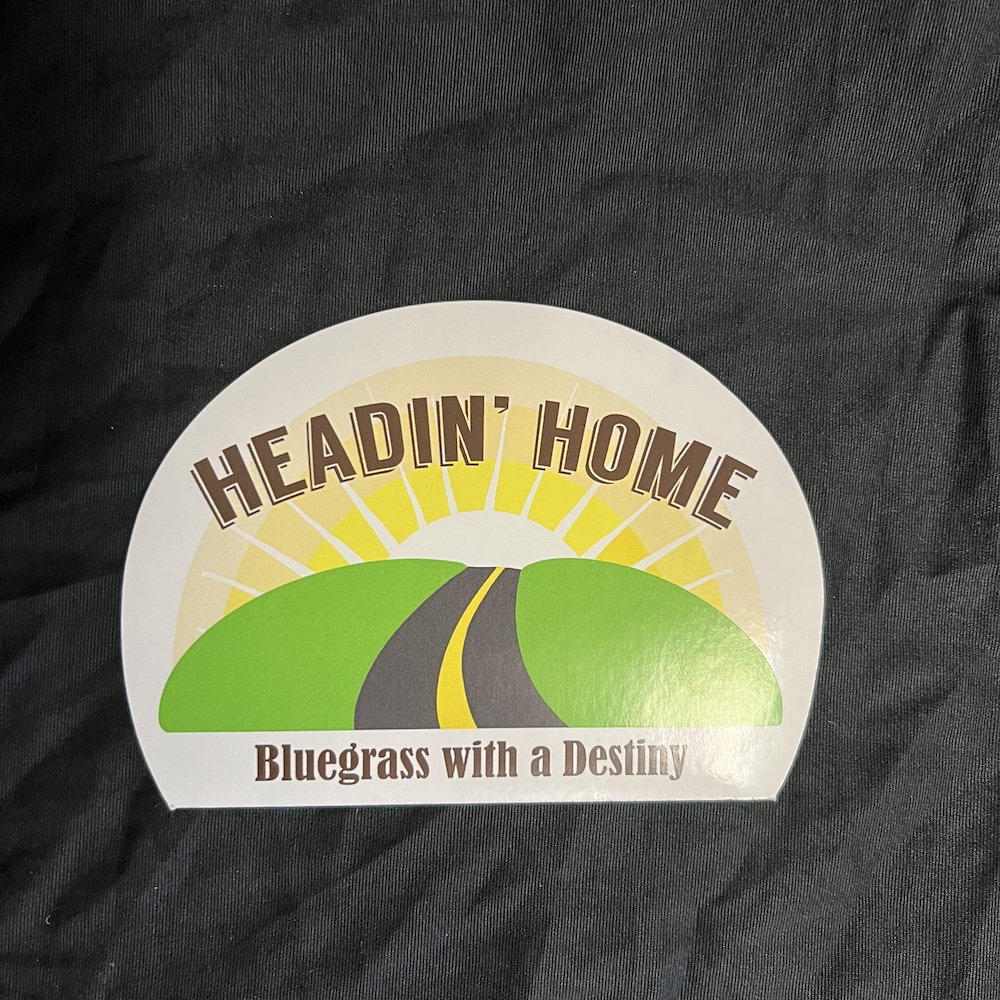 HEADIN' HOME
Bluegrass with a Destiny